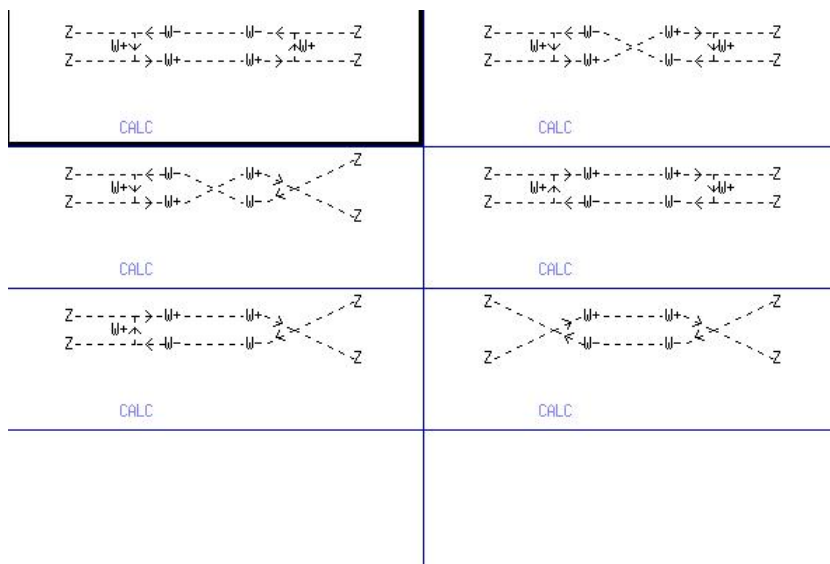 Z W- W- Z
W+ W+
Z W+ W+ Z
CALC
Z W- W+ Z
W+ W+
Z W+ W- Z
CALC
Z
Z W- W+
W+
Z W+ W-
Z
CALC
Z W+ W+ Z
W+ W+
Z W- W- Z
CALC
Z
Z W+ W+
W+
Z W- W-
Z
CALC
Z Z
W+ W+
W- W-
Z Z
CALC